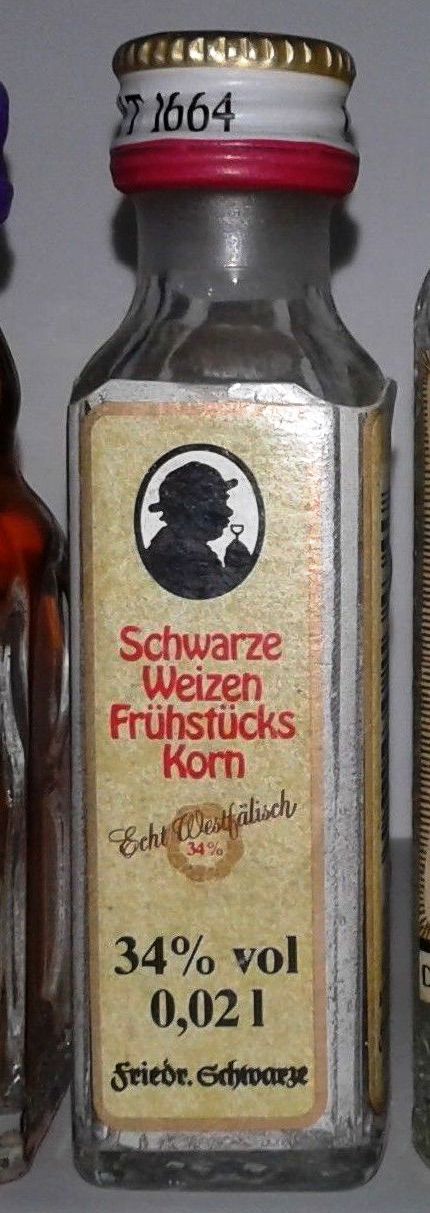 T 1664
Schwarze
Weizen
Frühstücks
Korn
Echt Westfälisch
34%
34% vol
0,02 l
Friedr. Schwarze